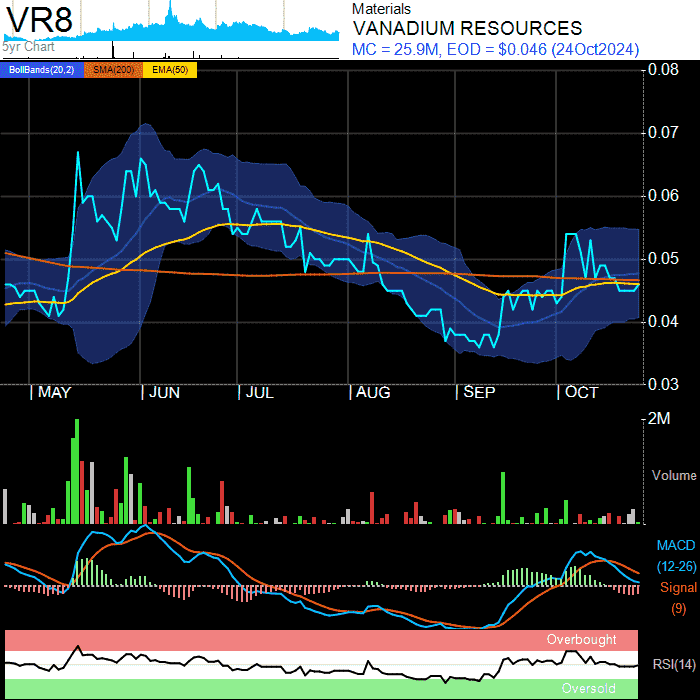 VR8
5yr Chart
Materials
VANADIUM RESOURCES
MC = 25.9M, EOD = $0.046 (24Oct2024)
BollBands(20,2) SMA(200) EMA(50)
0.08
0.07
0.06
0.05
0.04
0.03
MAY JUN JUL AUG SEP OCT
2M
Volume
MACD
(12-26)
Signal
(9)
Overbought
RSI(14)
Oversold